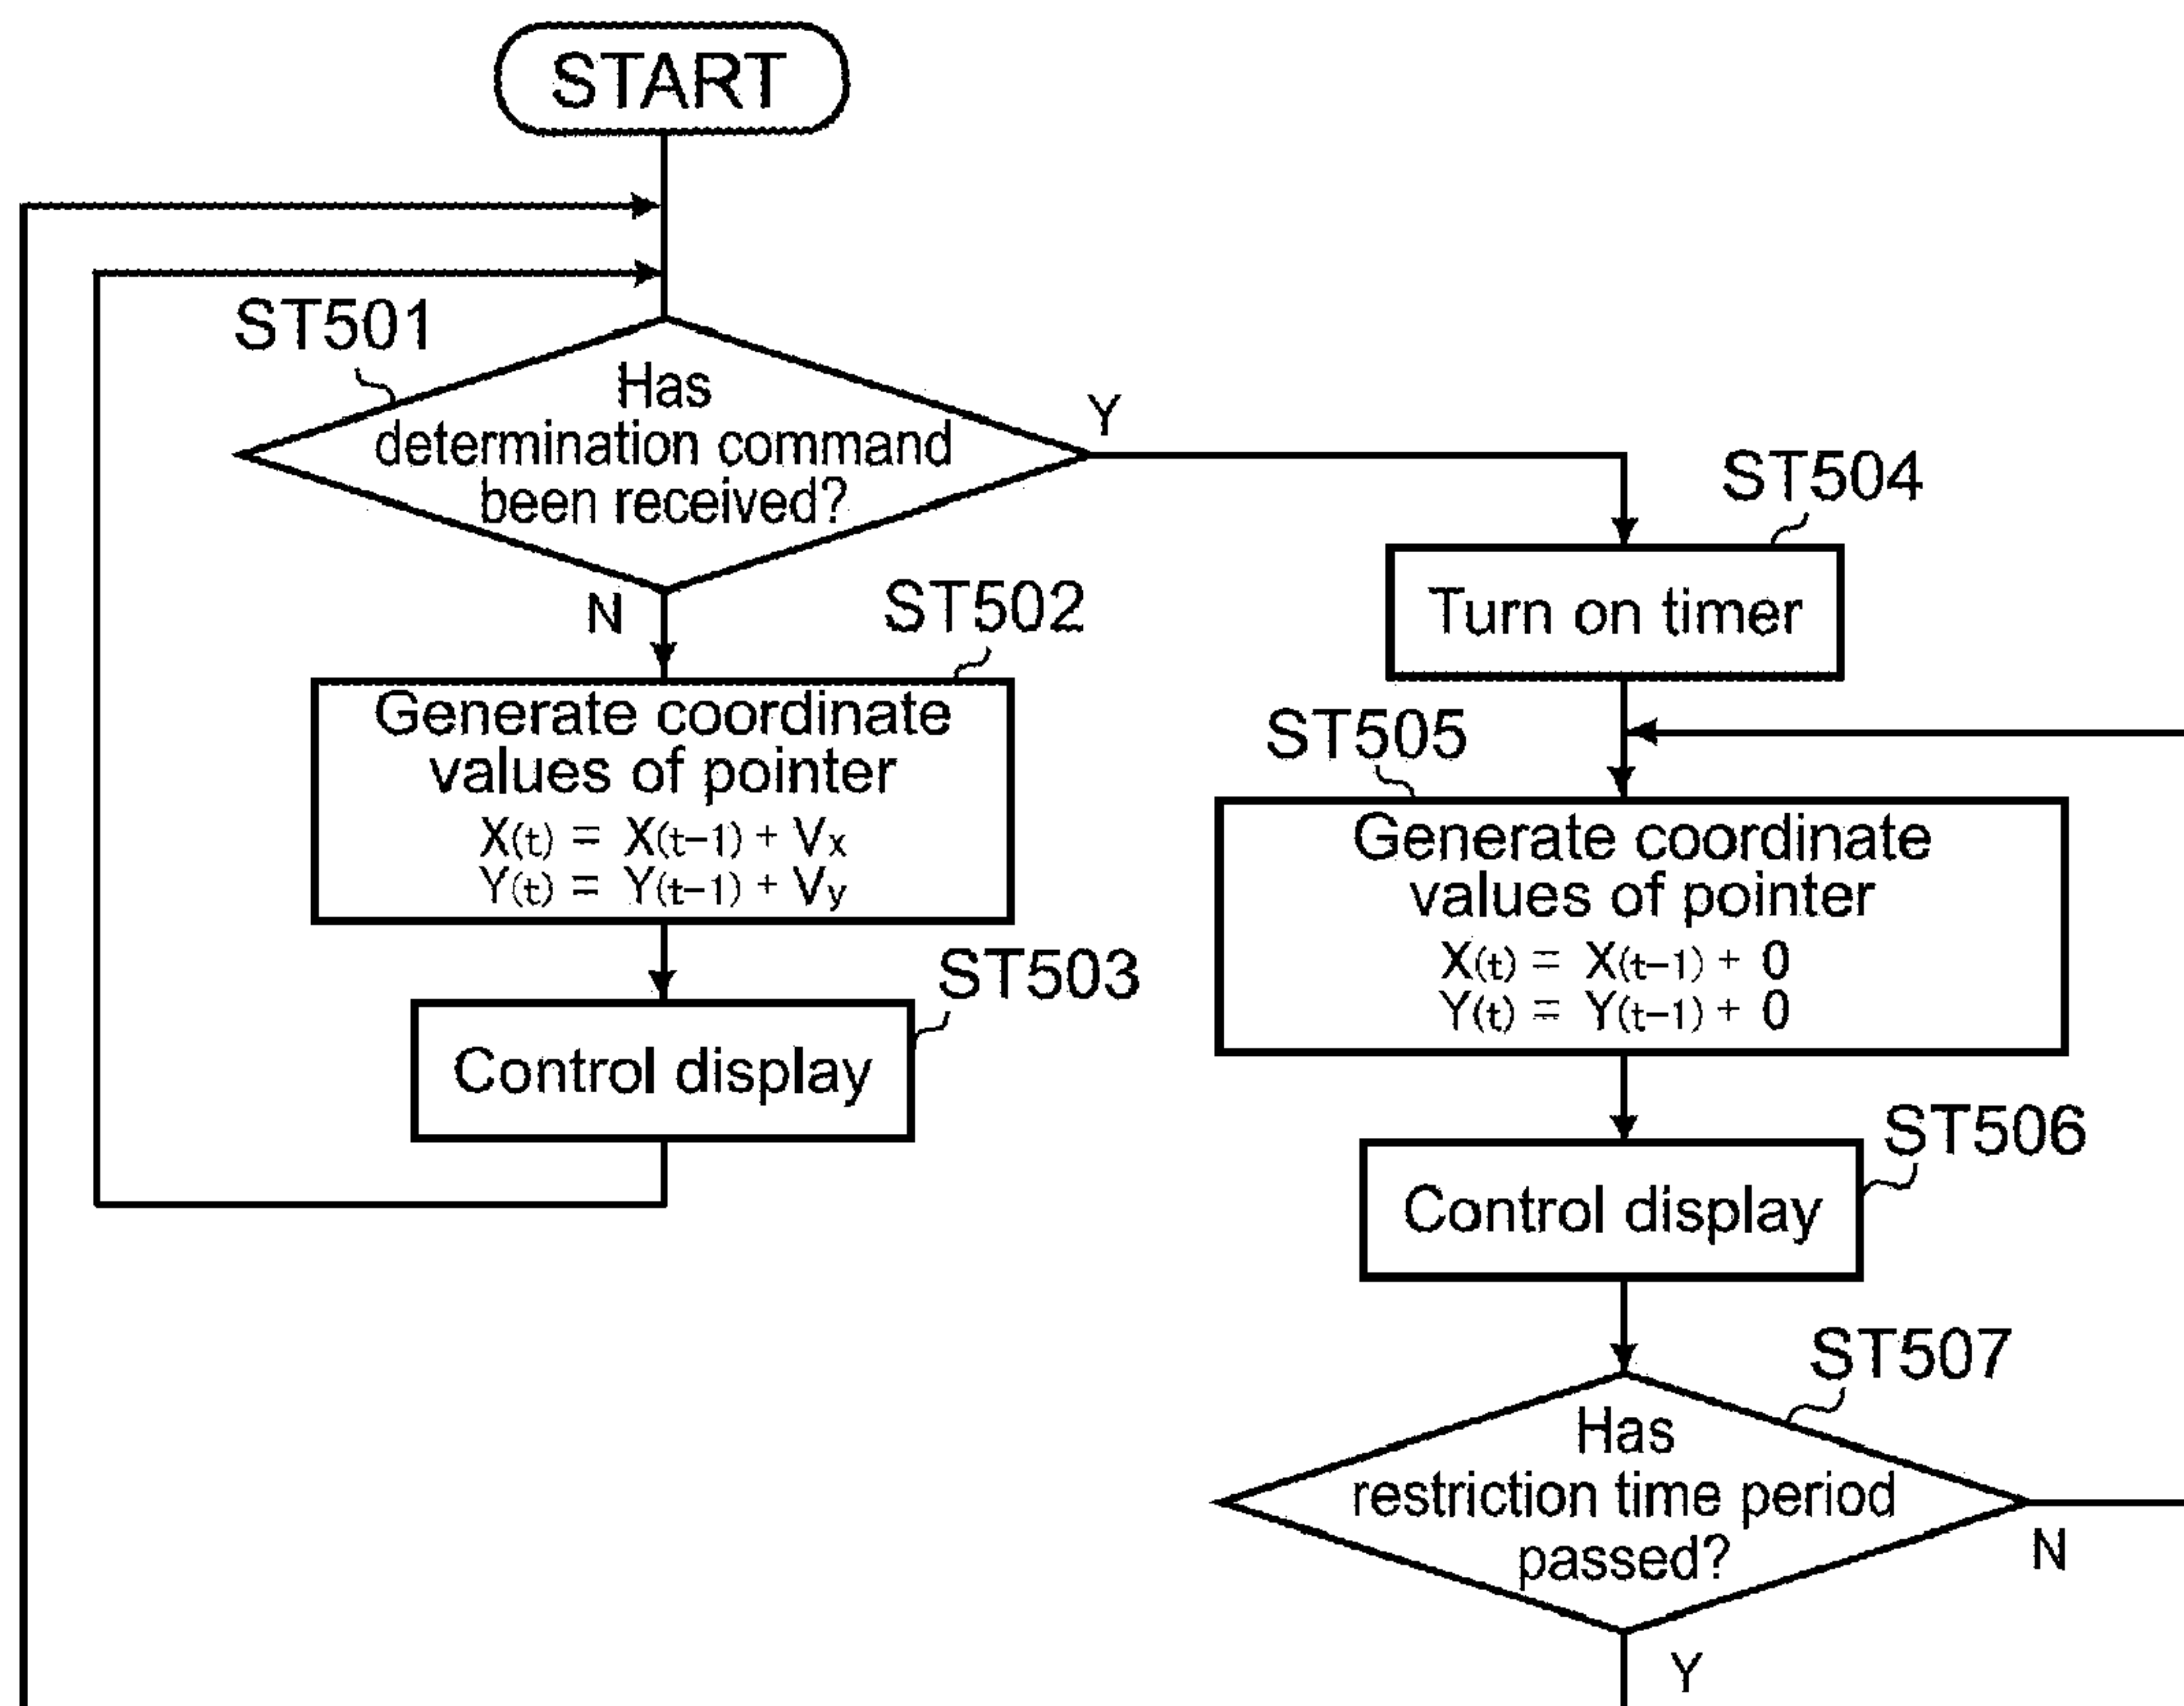 START
ST501
Has
determination command
been received?
Y
N
ST502
Generate coordinate
values of pointer
X(t) = X(t-1) + Vx
Y(t) = Y(t-1) + Vy
ST503
Control display
ST504
Turn on timer
ST505
Generate coordinate
values of pointer
X(t) = X(t-1) + 0
Y(t) = Y(t-1) + 0
ST506
Control display
ST507
Has
restriction time period
passed?
N
Y